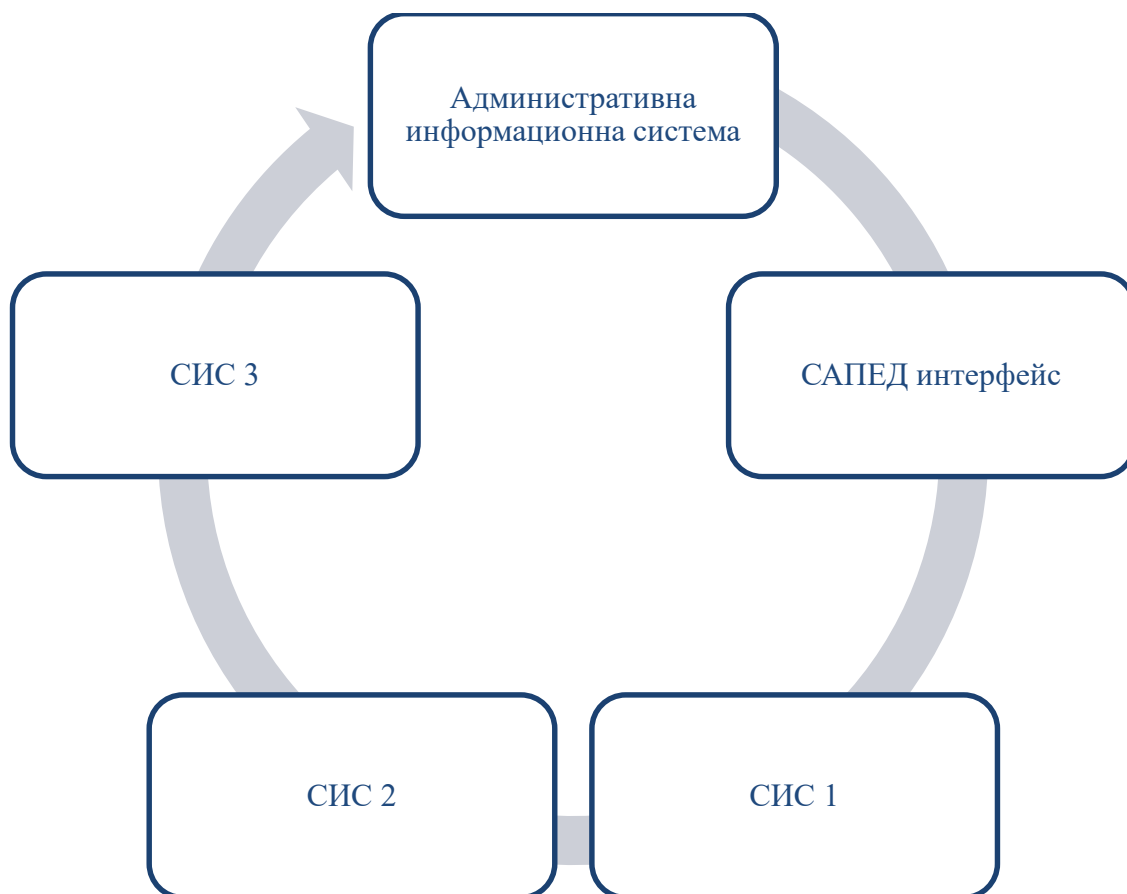 Административна
информационна система
САПЕД интерфейс
СИС 1
СИС 2
СИС 3